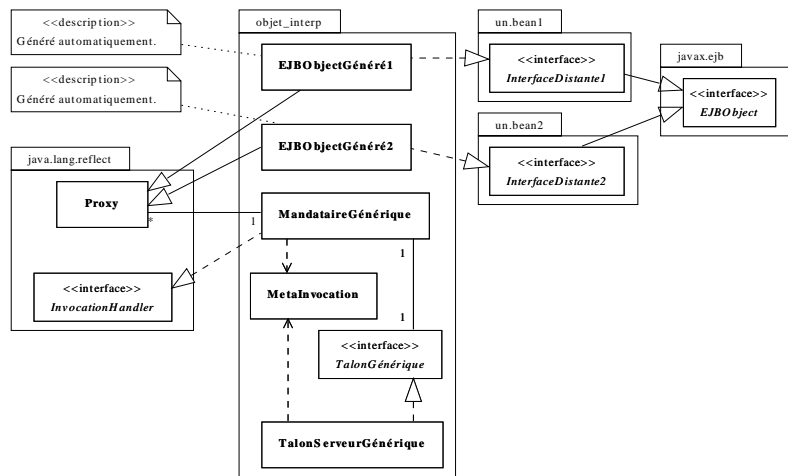 <<description>>
Généré automatiquement.
<<description>>
Généré automatiquement.
objet_interp
EJBObjectGénéré1
EJBObjectGénéré2
un.bean1
<<interface>>
InterfaceDistante1
javax.ejb
<<interface>>
EJBObject
un.bean2
<<interface>>
InterfaceDistante2
java.lang.reflect
Proxy
*
1
MandataireGénérique
1
<<interface>>
InvocationHandler
MetaInvocation
1
<<interface>>
TalonGénérique
TalonServeurGénérique